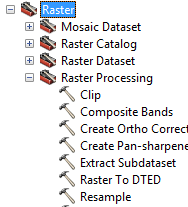 Raster
Mosaic Dataset
Raster Catalog
Raster Dataset
Raster Processing
Clip
Composite Bands
Create Ortho Correct
Create Pan-sharpene
Extract Subdataset
Raster To DTED
Resample